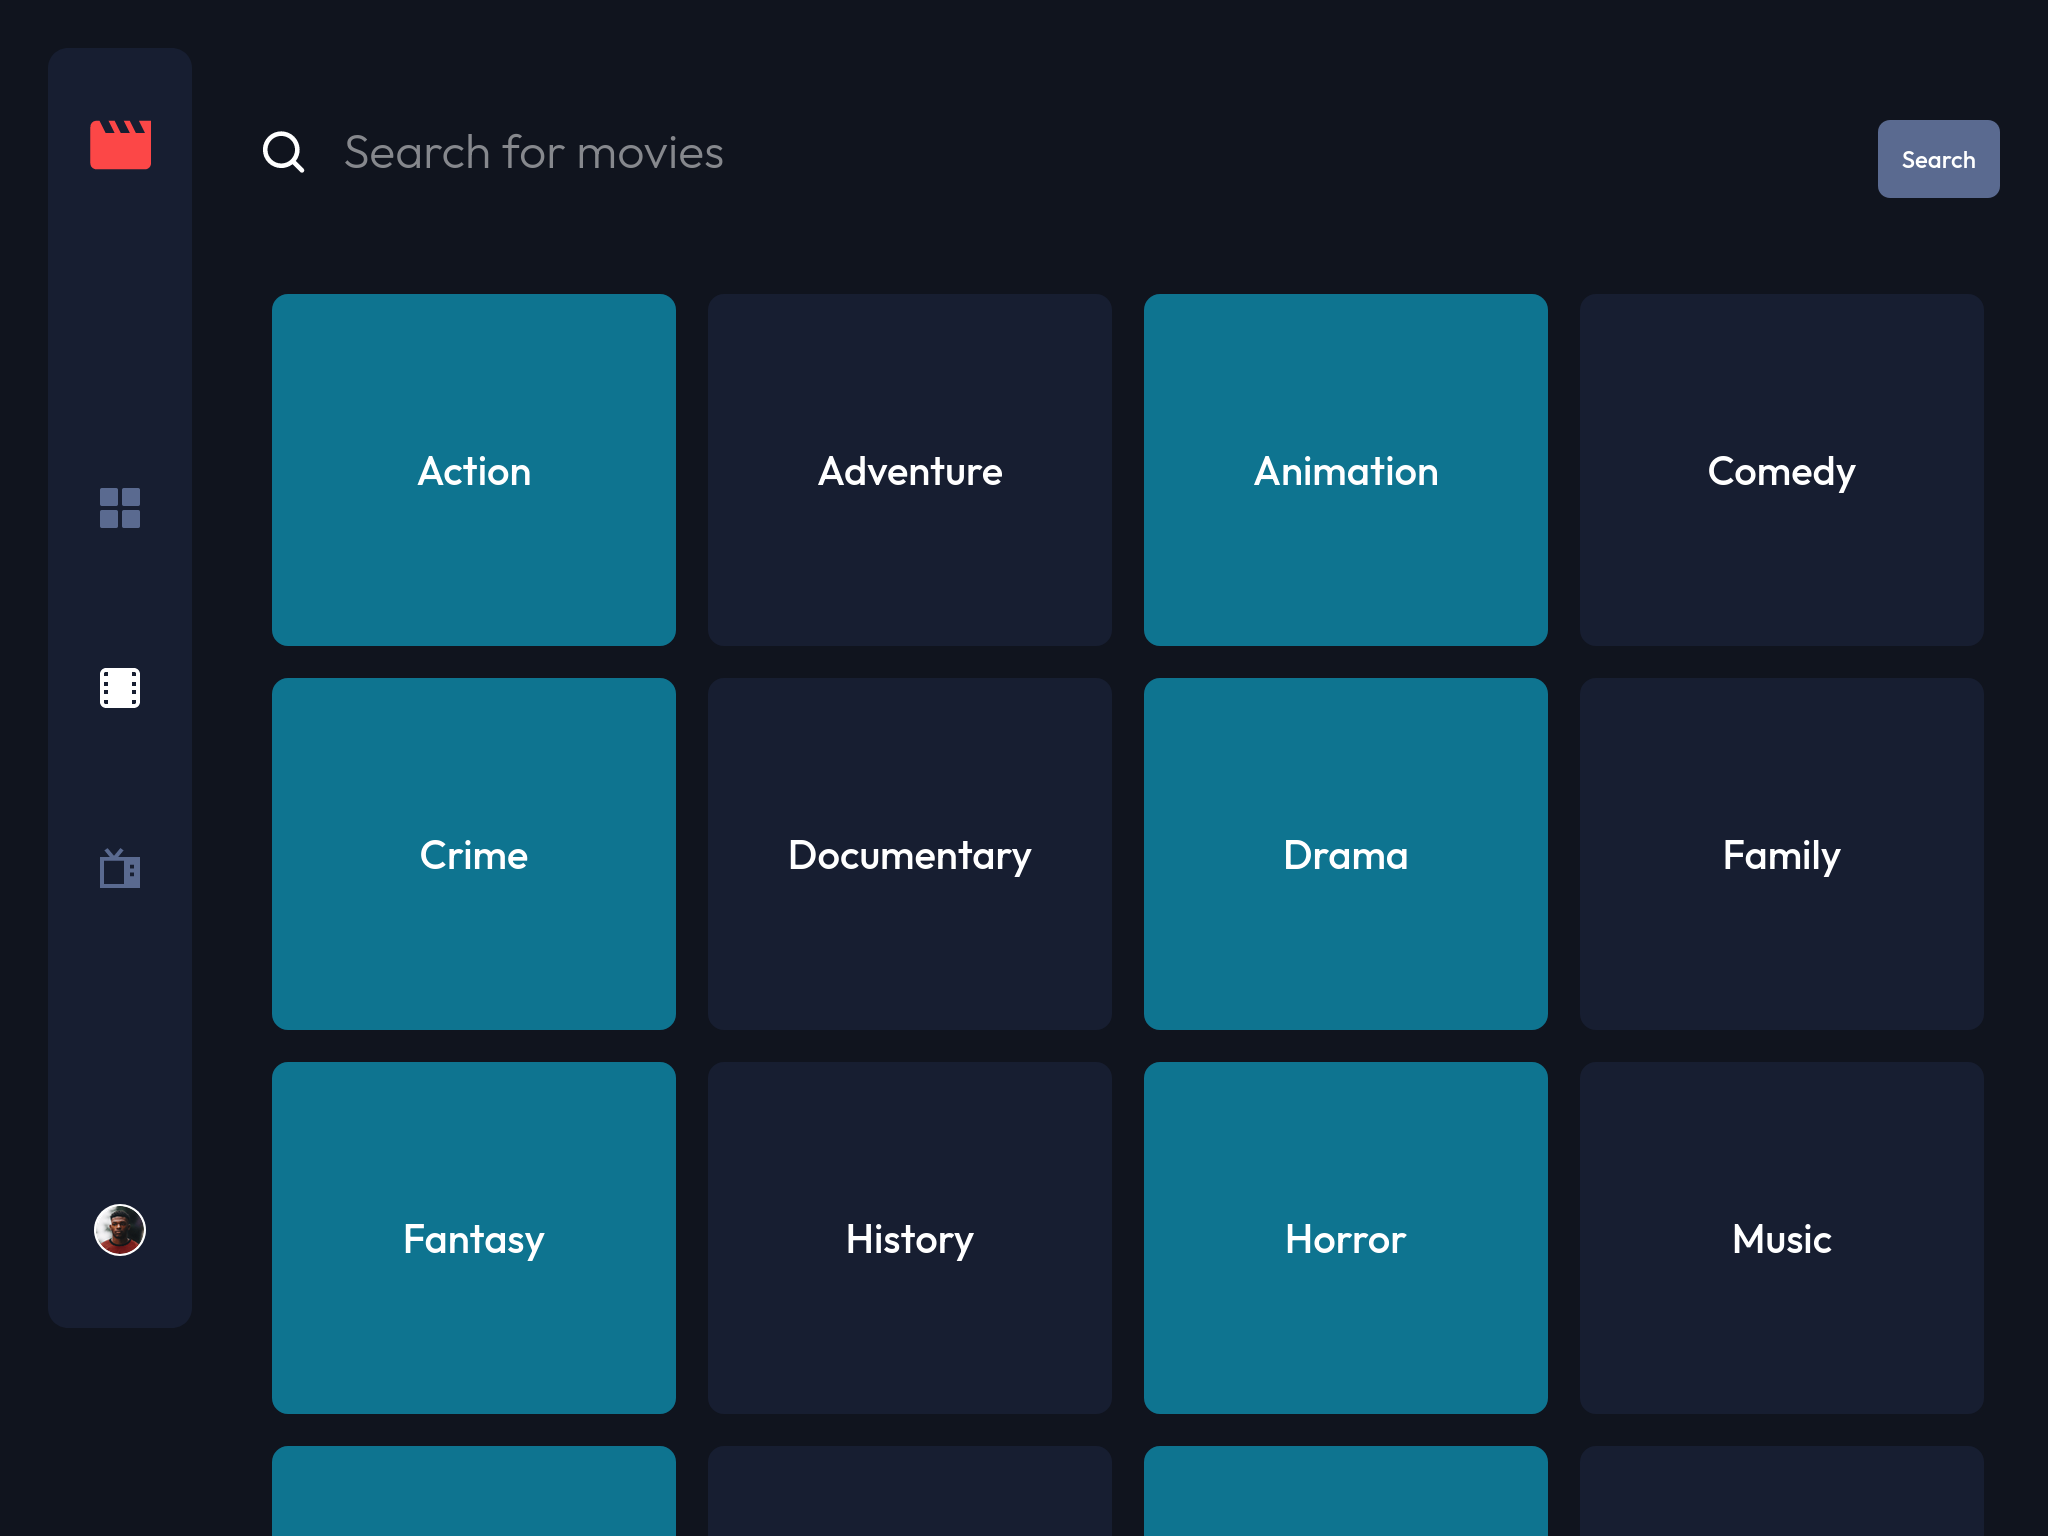 Search for movies
Search
Action
Adventure
Animation
Comedy
Crime
Documentary
Drama
Family
Fantasy
History
Horror
Music